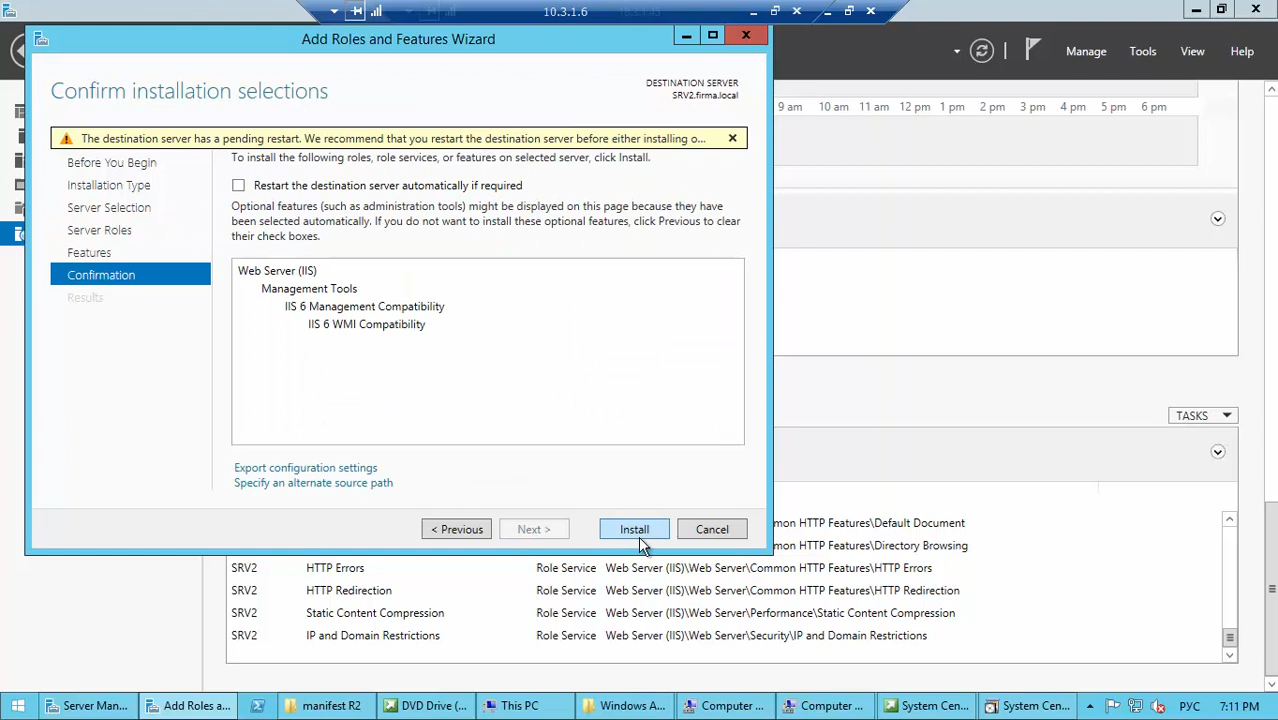 10.3.1.6
Add Roles and Features Wizard
Manage
Tools
View
Help
Confirm installation selections
DESTINATION SERVER
SRV2.firma.local
9 am 10 am 11 am 12 pm 1 pm 2 pm 3 pm 4 pm 5 pm 6 pm
The destination server has a pending restart. We recommend that you restart the destination server before either installing o...
Before You Begin
Installation Type
Server Selection
Server Roles
Features
Confirmation
Results
To install the following roles, role services, or features on selected server, click Install.
Restart the destination server automatically if required
Optional features (such as administration tools) might be displayed on this page because they have
been selected automatically. If you do not want to install these optional features, click Previous to clear
their check boxes.
Web Server (IIS)
Management Tools
IIS 6 Management Compatibility
IIS 6 WMI Compatibility
Export configuration settings
Specify an alternate source path
< Previous
Next >
Install
Cancel
TASKS
mon HTTP Features\Default Document
mon HTTP Features\Directory Browsing
SRV2 HTTP Errors Role Service Web Server (IIS)\Web Server\Common HTTP Features\HTTP Errors
SRV2 HTTP Redirection Role Service Web Server (IIS)\Web Server\Common HTTP Features\HTTP Redirection
SRV2 Static Content Compression Role Service Web Server (IIS)\Web Server\Performance\Static Content Compression
SRV2 IP and Domain Restrictions Role Service Web Server (IIS)\Web Server\Security\IP and Domain Restrictions
Server Man...
Add Roles a...
manifest R2
DVD Drive (...
This PC
Windows A...
Computer ...
Computer ...
System Cen...
System Cen...
РУС
7:11 PM